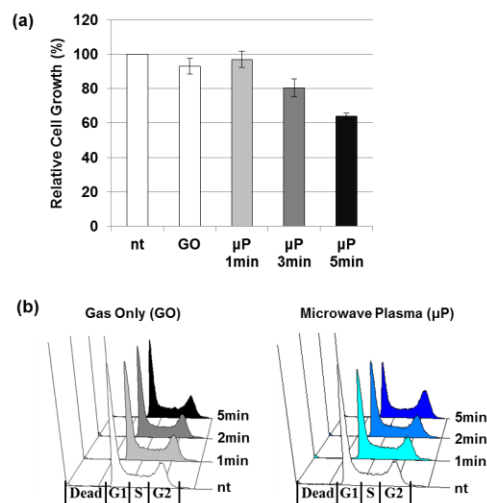 (a)
Relative Cell Growth (%)
120
100
80
60
40
20
0
nt GO µP µP µP
1min 3min 5min
(b)
Gas Only (GO) Microwave Plasma (µP)
5min 5min
2min 2min
1min 1min
nt nt
Dead G1 S G2 Dead G1 S G2